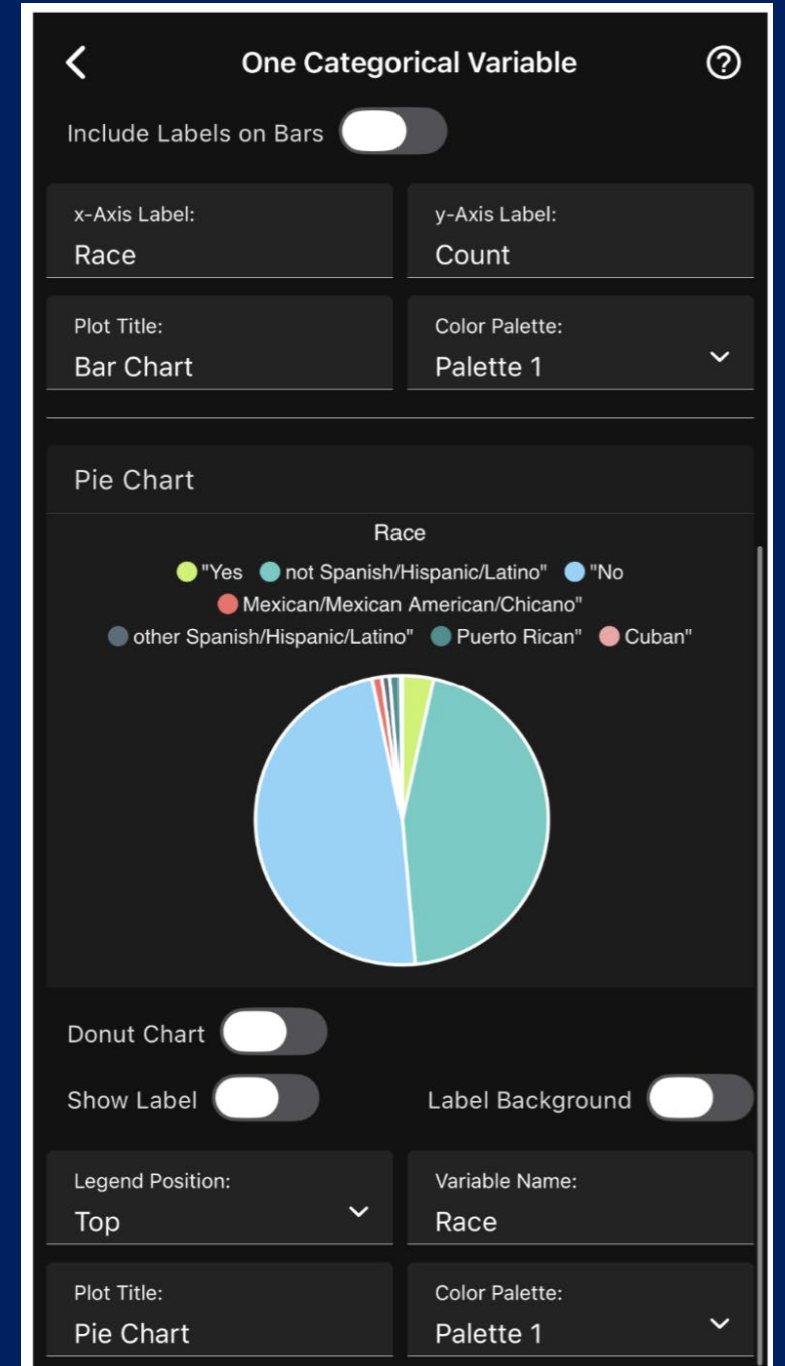 One Categorical Variable
Include Labels on Bars
x-Axis Label:
Race
y-Axis Label:
Count
Plot Title:
Bar Chart
Color Palette:
Palette 1
Pie Chart
Race
"Yes not Spanish/Hispanic/Latino" "No
Mexican/Mexican American/Chicano"
other Spanish/Hispanic/Latino" Puerto Rican" Cuban"
Donut Chart
Show Label
Label Background
Legend Position:
Top
Variable Name:
Race
Plot Title:
Pie Chart
Color Palette:
Palette 1